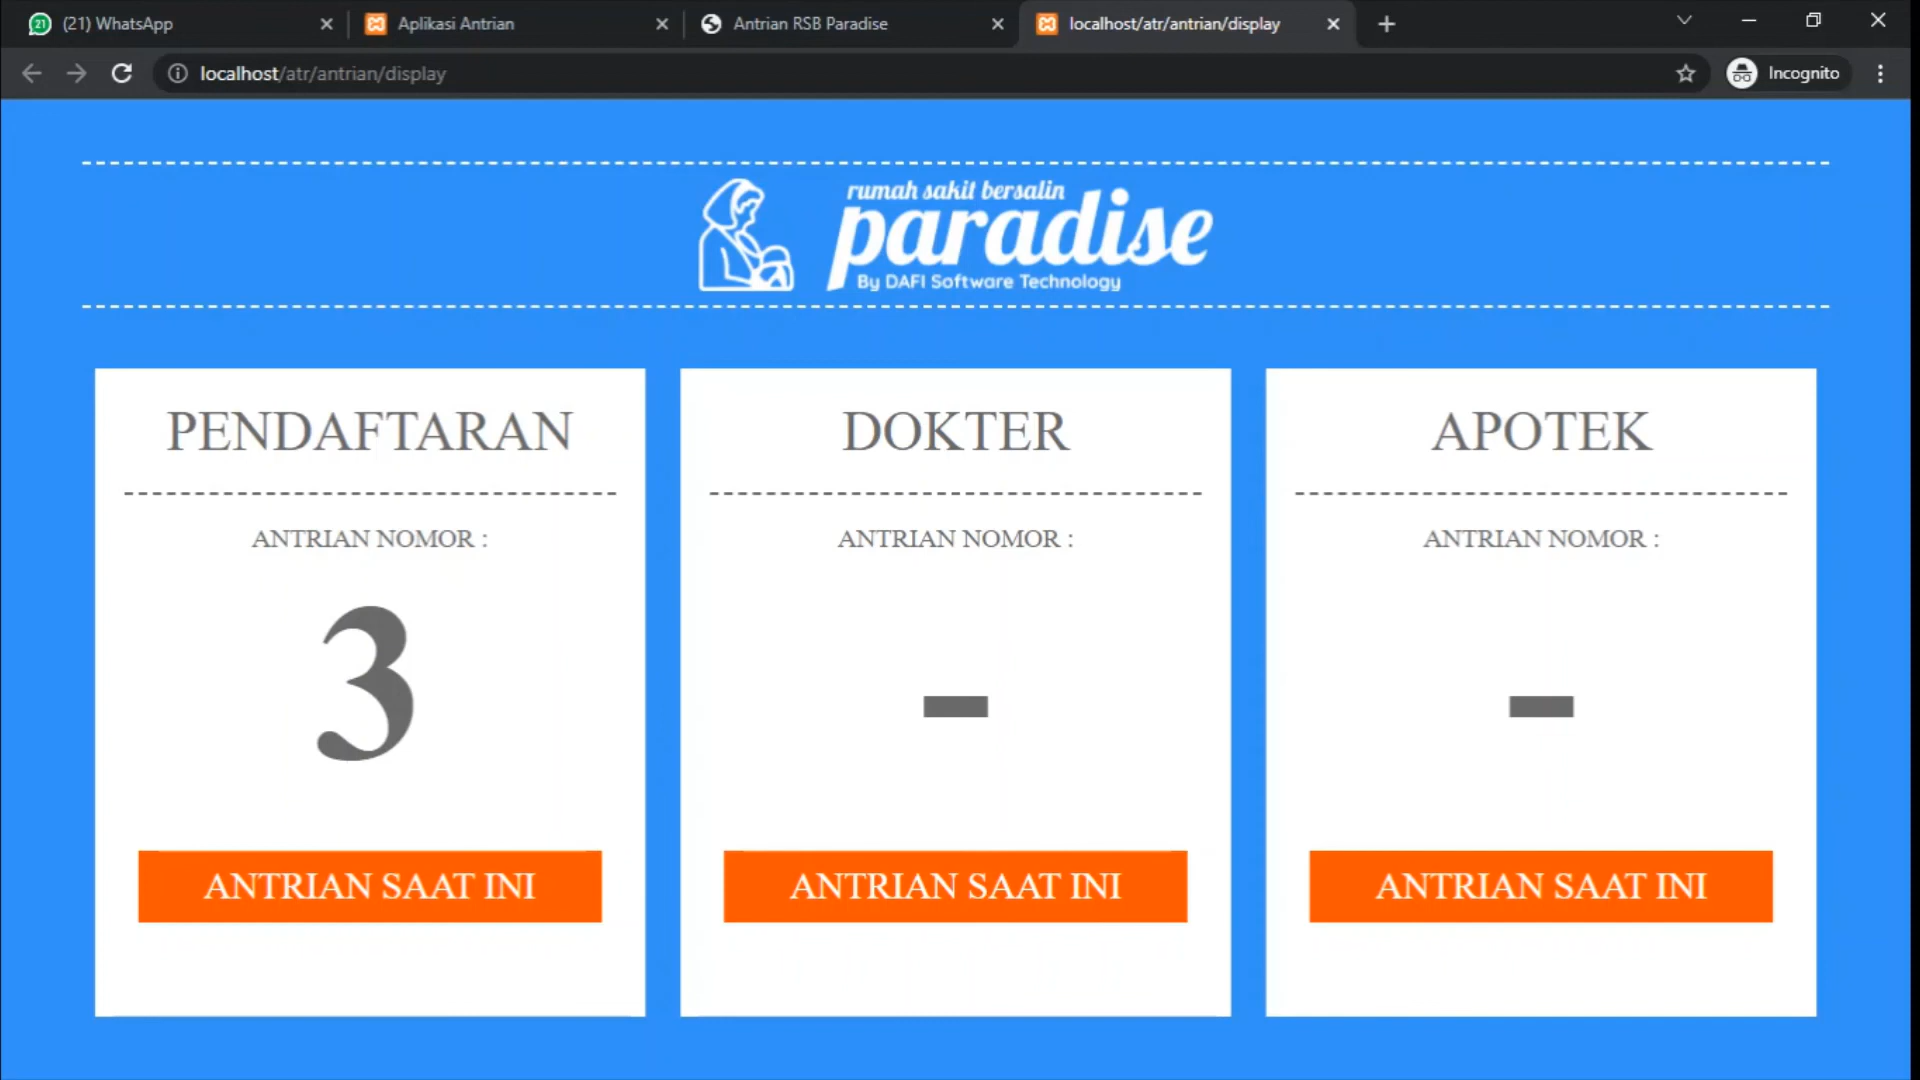 21 (21) WhatsApp
Aplikasi Antrian
Antrian RSB Paradise
localhost/atr/antrian/display
localhost/atr/antrian/display
Incognito
rumah sakit bersalin
paradise
By DAFI Software Technology
PENDAFTARAN
ANTRIAN NOMOR :
3
ANTRIAN SAAT INI
DOKTER
ANTRIAN NOMOR :
-
ANTRIAN SAAT INI
APOTEK
ANTRIAN NOMOR :
-
ANTRIAN SAAT INI